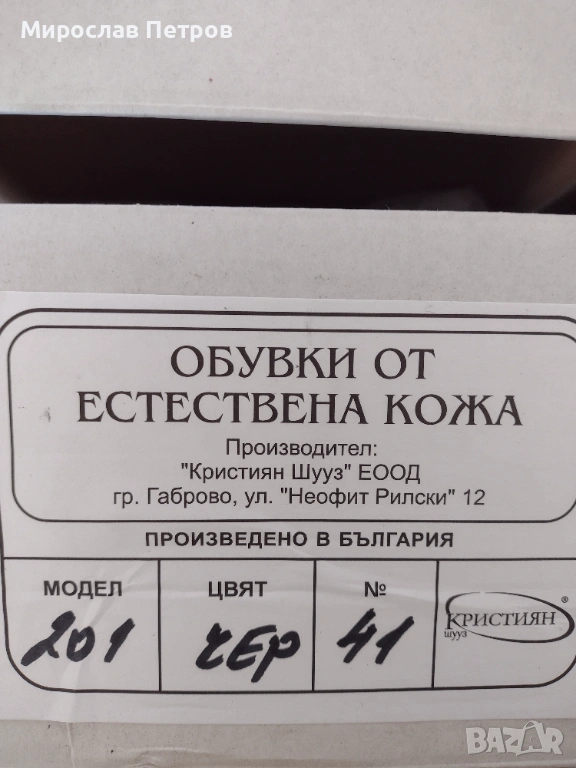 Мирослав Петров
ОБУВКИ ОТ
ЕСТЕСТВЕНА КОЖА
Производител:
"Кристиян Шууз" ЕООД
гр. Габрово, ул. "Неофит Рилски" 12
ПРОИЗВЕДЕНО В БЪЛГАРИЯ
МОДЕЛ ЦВЯТ №
201 ЧЕР 41
КРИСТИЯН ®
шууз
BAZAR